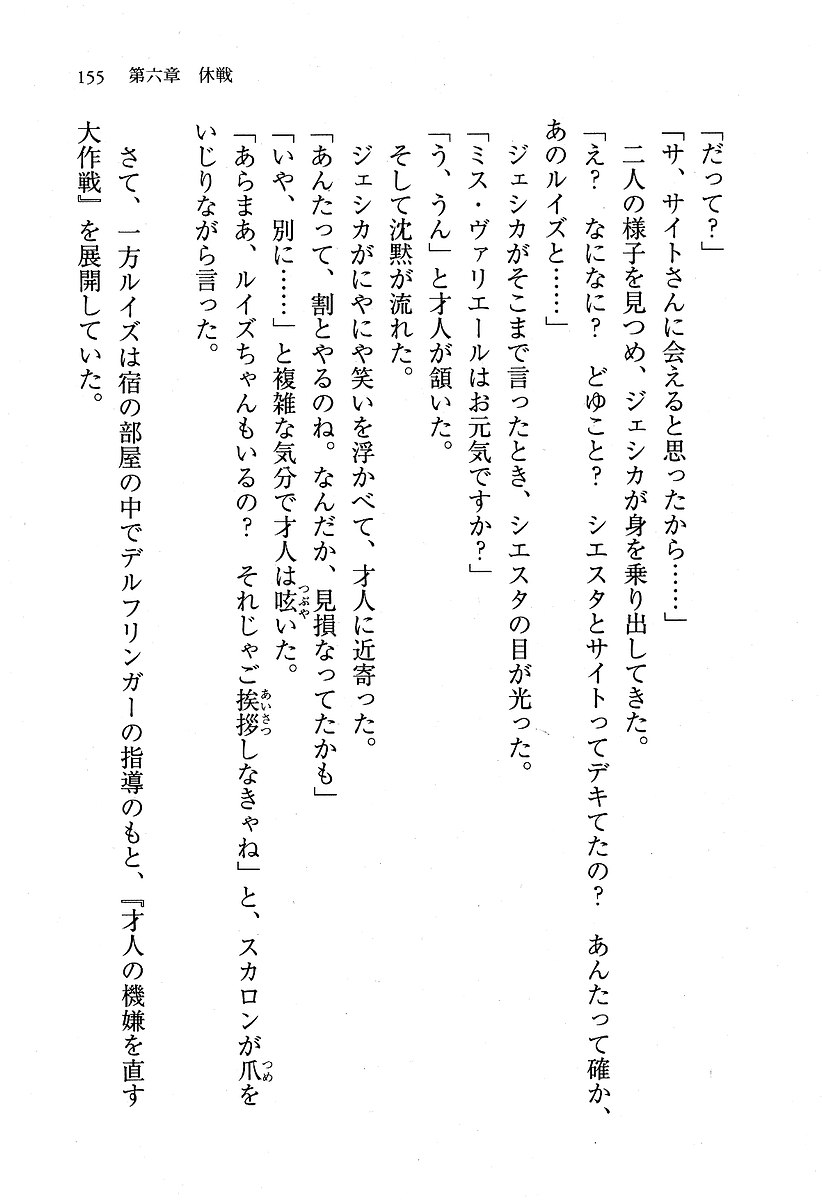 155　第六章　休戦
「だって？」
「サ、サイトさんに会えると思ったから……」
　二人の様子を見つめ、ジェシカが身を乗り出してきた。
「え？　なになに？　どゆこと？　シエスタとサイトってデキてたの？　あんたって確か、
あのルイズと……」
　ジェシカがそこまで言ったとき、シエスタの目が光った。
「ミス・ヴァリエールはお元気ですか？」
「う、うん」と才人が頷いた。
　そして沈黙が流れた。
　ジェシカがにやにや笑いを浮かべて、才人に近寄った。
「あんたって、割とやるのね。なんだか、見損なってたかも」
「いや、別に……」と複雑な気分で才人は呟いた。
「あらまあ、ルイズちゃんもいるの？　それじゃご挨拶しなきゃね」と、スカロンが爪を
いじりながら言った。
　さて、一方ルイズは宿の部屋の中でデルフリンガーの指導のもと、『才人の機嫌を直す
大作戦』を展開していた。